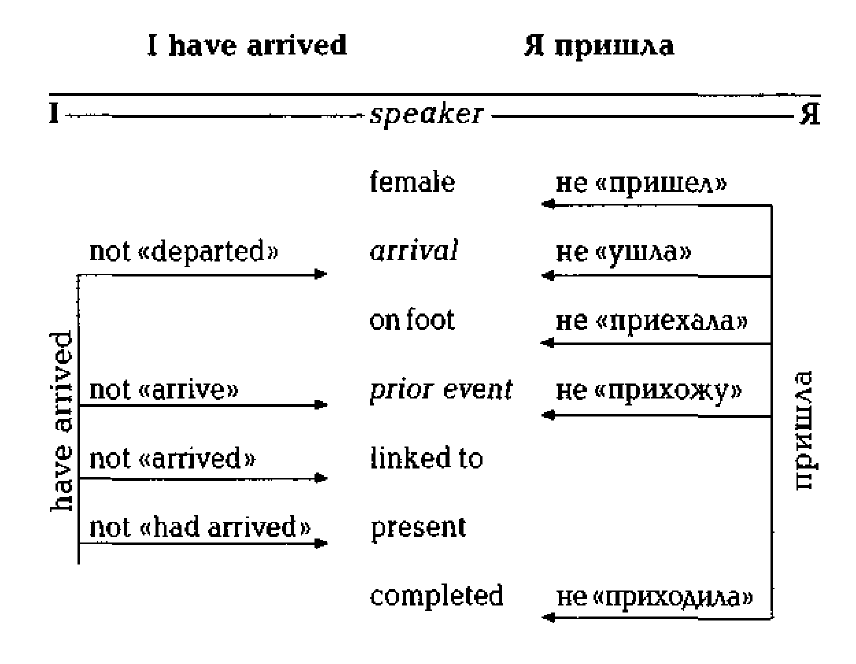 I have arrived Я пришла
I speaker Я
female не «пришел»
not «departed» arrival не «ушла»
on foot не «приехала»
not «arrive» prior event не «прихожу»
not «arrived» linked to
not «had arrived» present
completed не «приходила»
have arrived
пришла